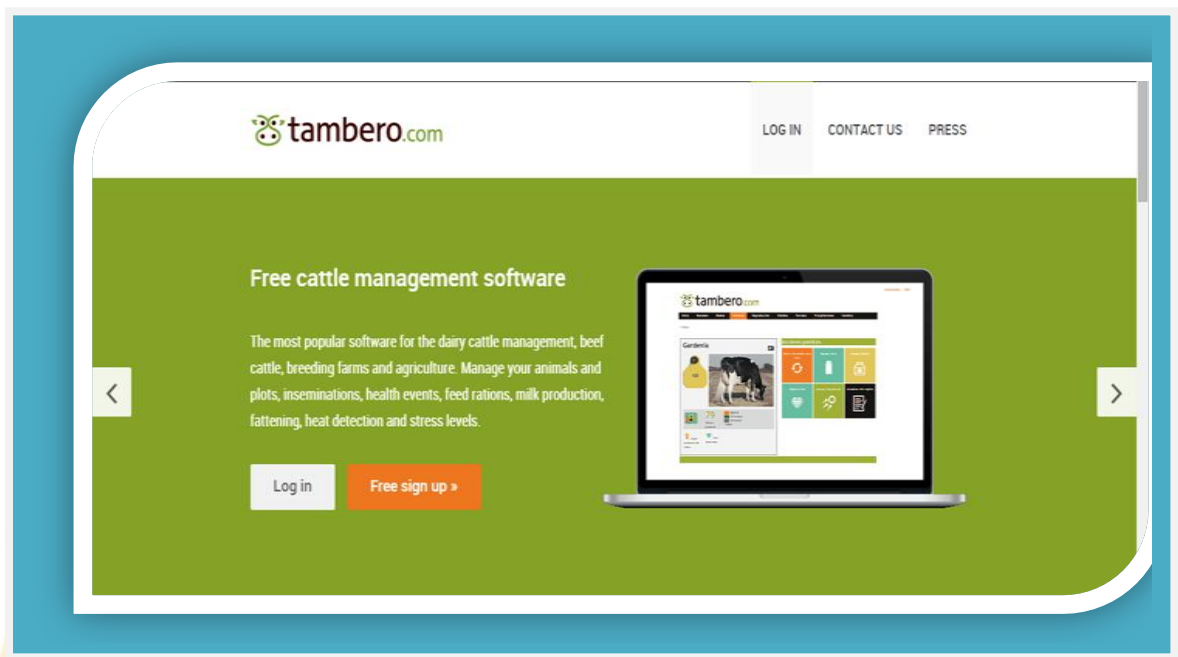 tambero.com
LOG IN CONTACT US PRESS
Free cattle management software
The most popular software for the dairy cattle management, beef
cattle, breeding farms and agriculture. Manage your animals and
plots, inseminations, health events, feed rations, milk production,
fattening, heat detection and stress levels.
Log in Free sign up »
tambero.com
Gardenia
79